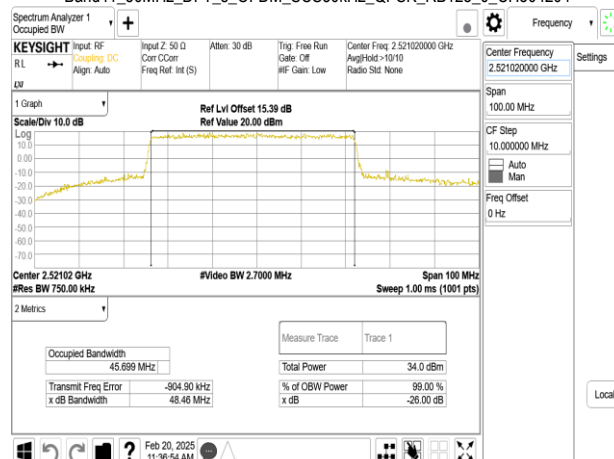 Spectrum Analyzer 1
Occupied BW
Frequency
KEYSIGHT
RL
Input: RF
Coupling: DC
Align: Auto
Input Z: 50 Ω
Corr CCorr
Freq Ref: Int (S)
Atten: 30 dB
Trig: Free Run
Gate: Off
#IF Gain: Low
Center Freq: 2.521020000 GHz
Avg|Hold:>10/10
Radio Std: None
LXI
1 Graph
Scale/Div 10.0 dB
Ref Lvl Offset 15.39 dB
Ref Value 20.00 dBm
Log
10.0
0.00
-10.0
-20.0
-30.0
-40.0
-50.0
-60.0
-70.0
Center 2.52102 GHz
#Res BW 750.00 kHz
#Video BW 2.7000 MHz
Span 100 MHz
Sweep 1.00 ms (1001 pts)
2 Metrics
Measure Trace
Trace 1
Occupied Bandwidth
45.699 MHz
Total Power
34.0 dBm
Transmit Freq Error
-904.90 kHz
% of OBW Power
99.00 %
x dB Bandwidth
48.46 MHz
x dB
-26.00 dB
Feb 20, 2025
11:36:54 AM
Center Frequency
2.521020000 GHz
Settings
Span
100.00 MHz
CF Step
10.000000 MHz
Auto
Man
Freq Offset
0 Hz
Local